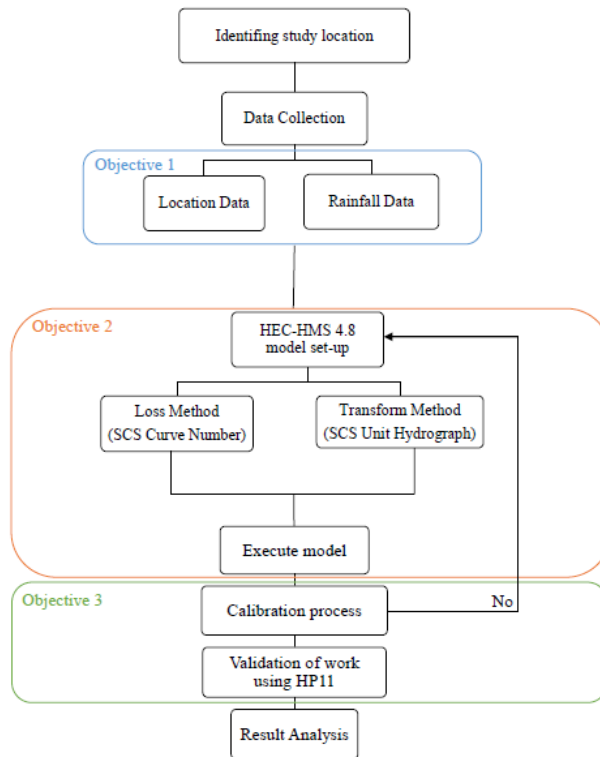 Identifing study location
Data Collection
Objective 1
Location Data
Rainfall Data
Objective 2
HEC-HMS 4.8
model set-up
Loss Method
(SCS Curve Number)
Transform Method
(SCS Unit Hydrograph)
Execute model
Objective 3
Calibration process
No
Validation of work
using HP11
Result Analysis